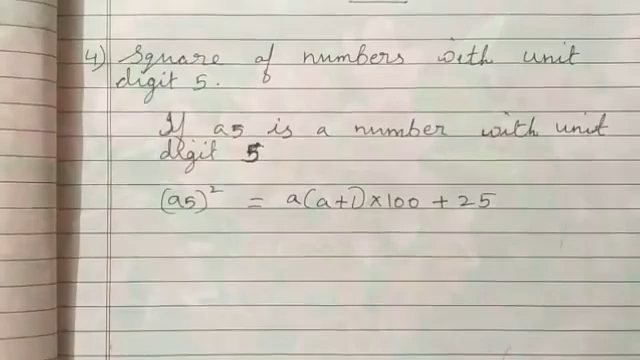 4) Square of numbers with unit
digit 5.
If a5 is a number with unit
digit 5
(a5)² = a(a+1)×100 + 25